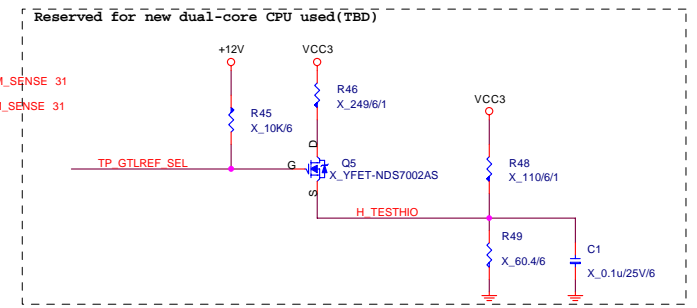 Reserved for new dual-core CPU used(TBD)
+12V
VCC3
M_SENSE 31
_SENSE 31
R46
X_249/6/1
VCC3
R45
X_10K/6
D
TP_GTLREF_SEL
G
Q5
X_YFET-NDS7002AS
S
R48
X_110/6/1
H_TESTHIO
R49
X_60.4/6
C1
X_0.1u/25V/6